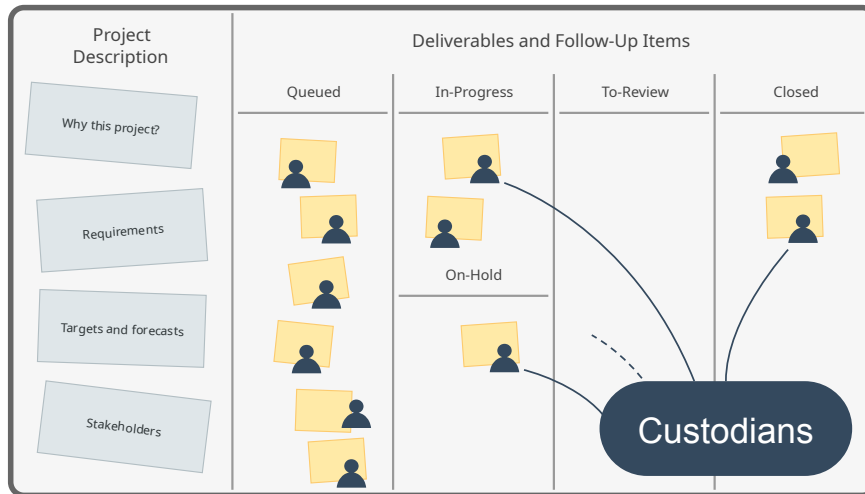 Project
Description
Deliverables and Follow-Up Items
Queued
In-Progress
To-Review
Closed
Why this project?
Requirements
On-Hold
Targets and forecasts
Stakeholders
Custodians